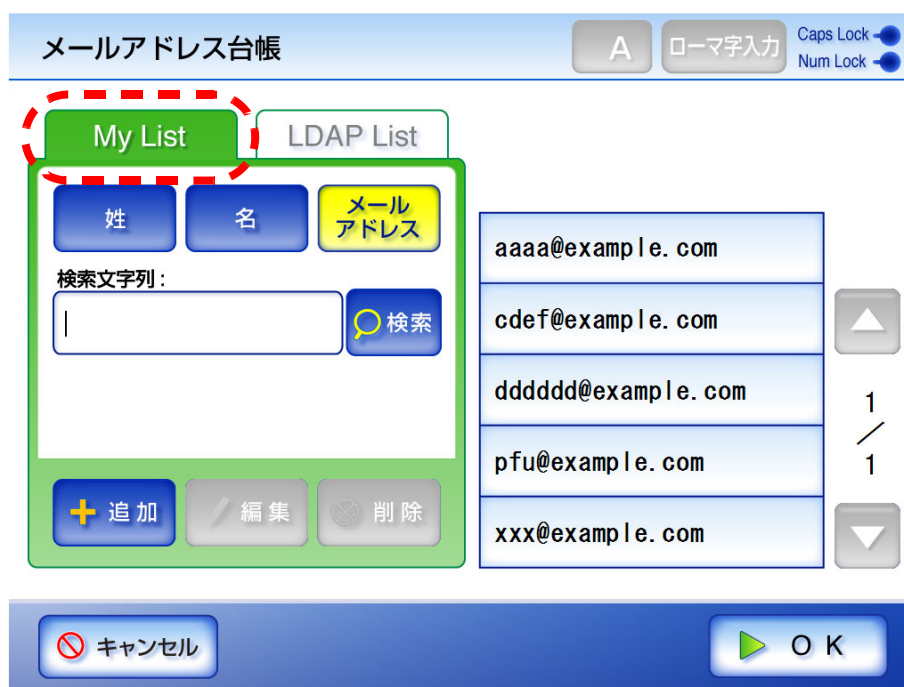 メールアドレス台帳
A
ローマ字入力
Caps Lock
Num Lock
My List
LDAP List
姓
名
メール
アドレス
検索文字列：
検索
追加
編集
削除
aaaa@example.com
cdef@example.com
dddddd@example.com
pfu@example.com
xxx@example.com
1
／
1
キャンセル
OK